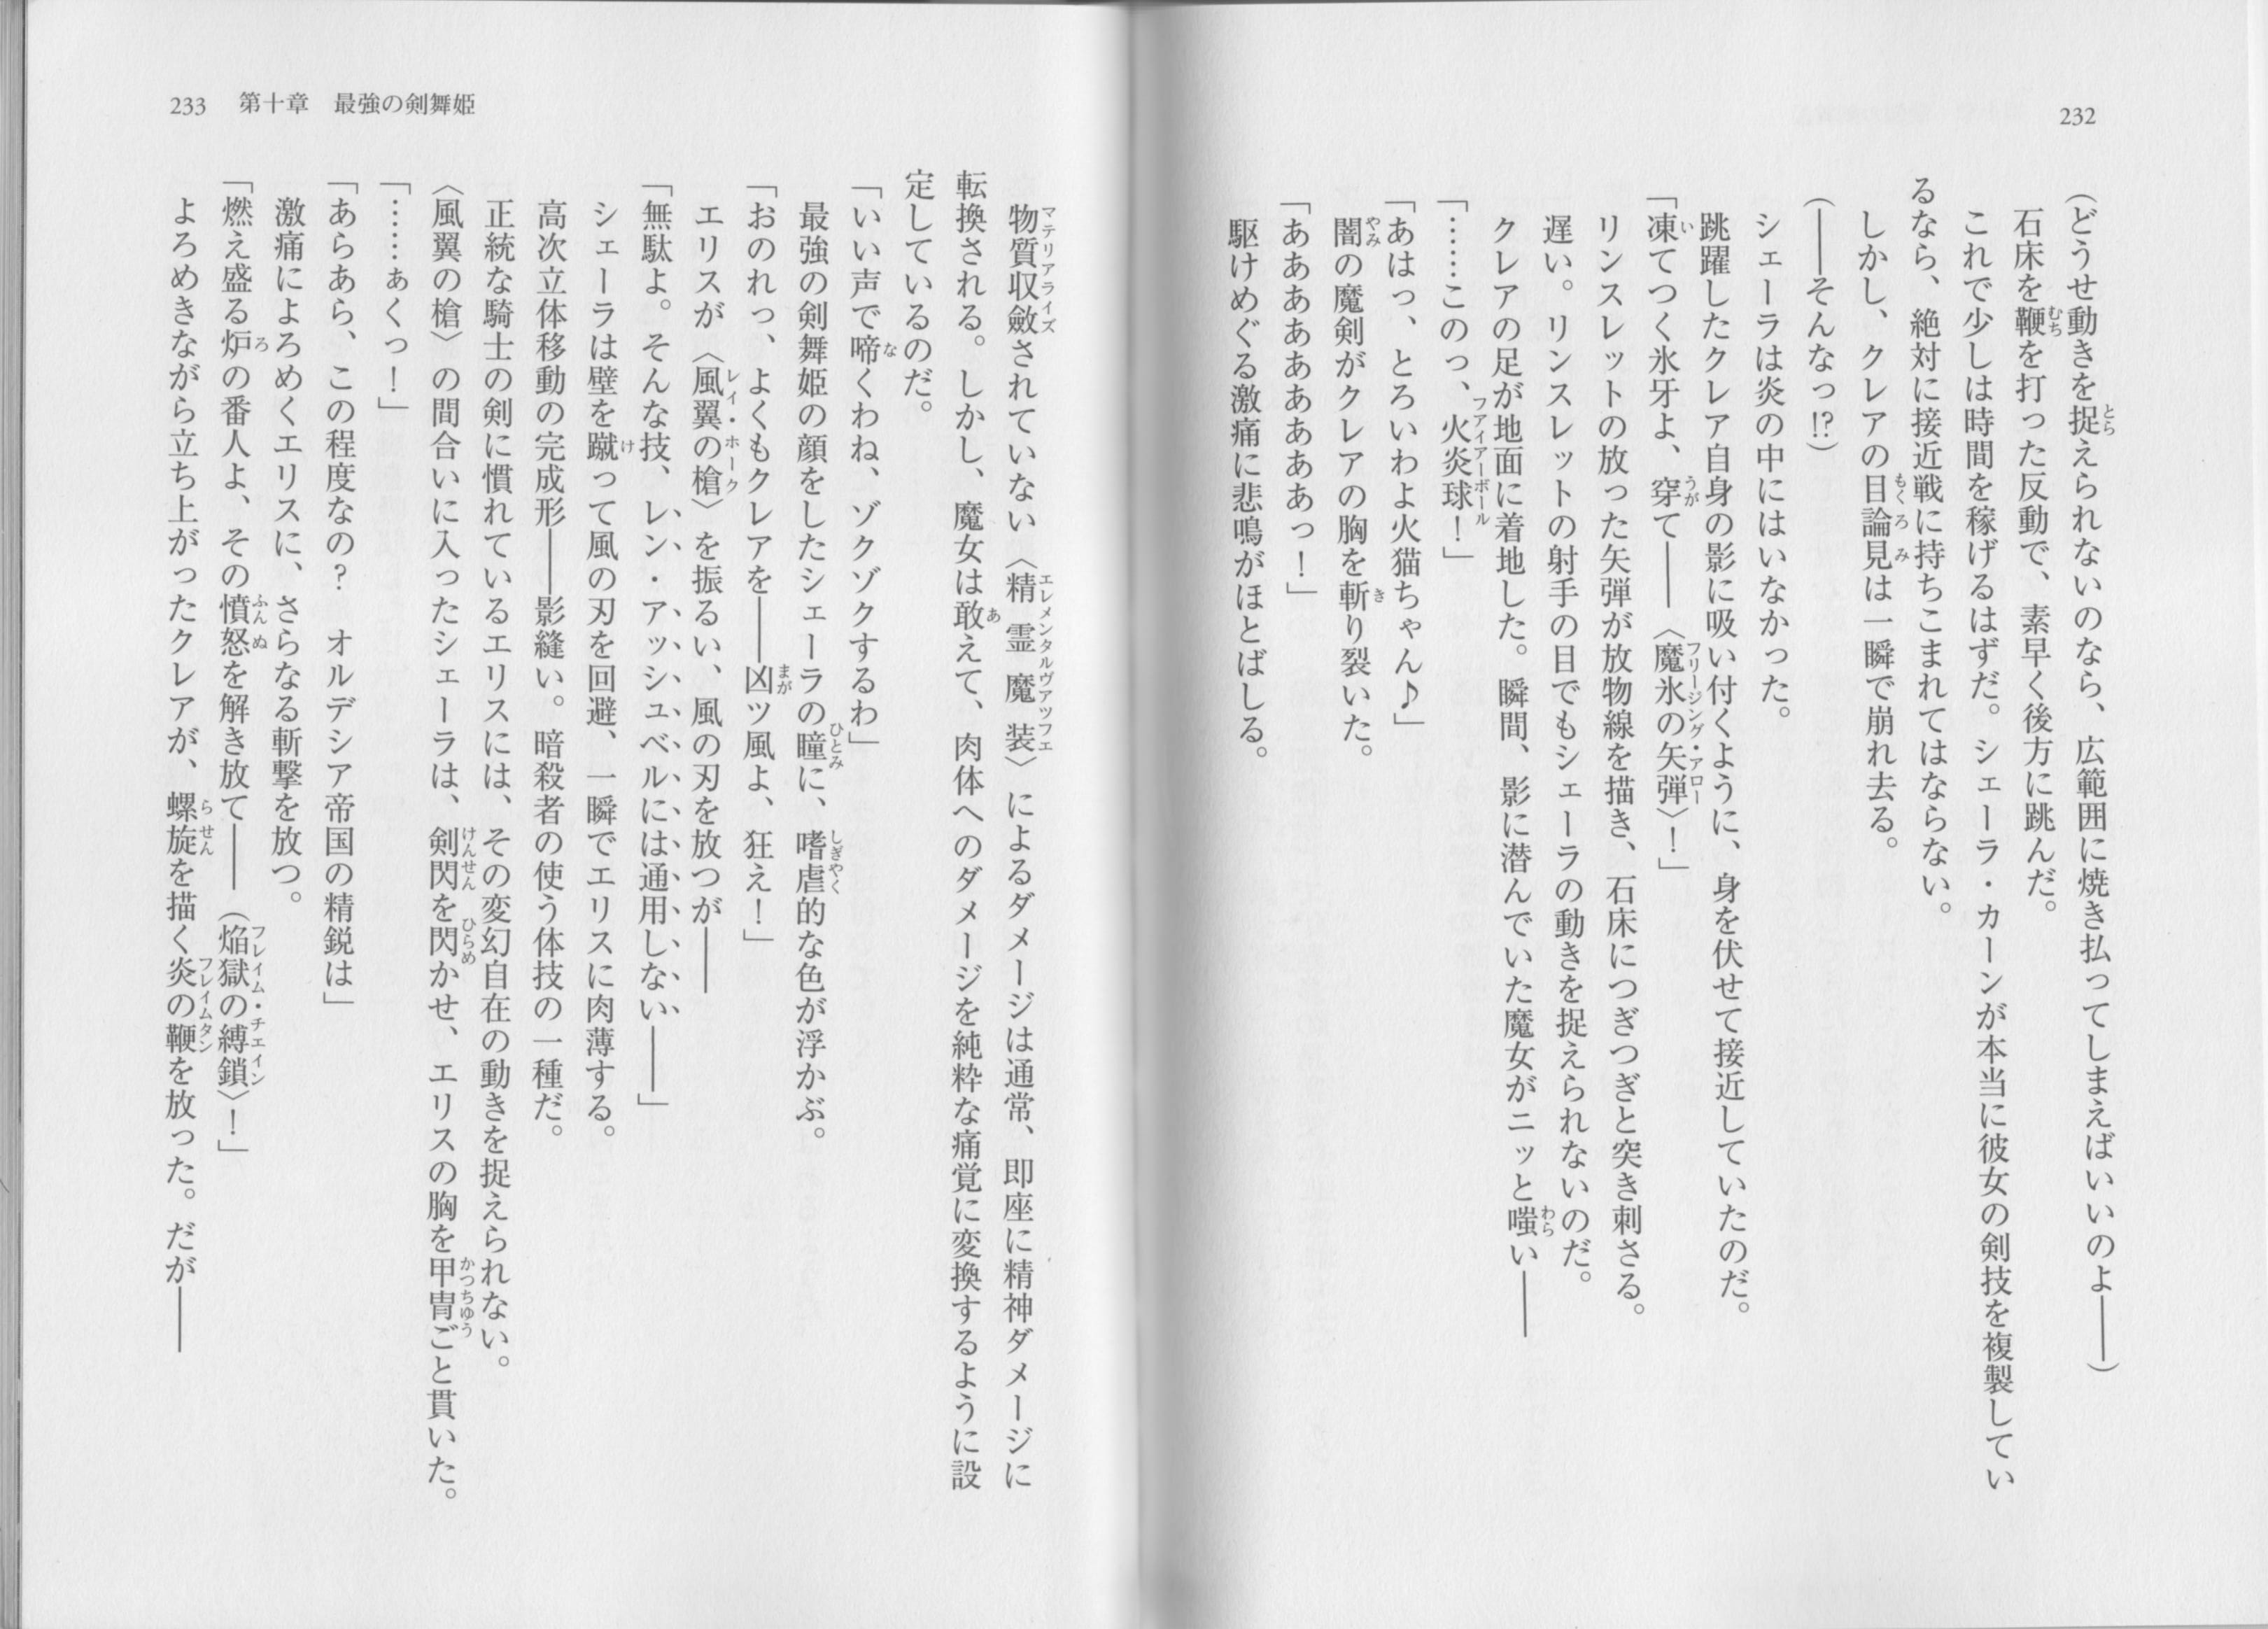 232
（どうせ動きを捉えられないのなら、広範囲に焼き払ってしまえばいいのよ――）
石床を鞭を打った反動で、素早く後方に跳んだ。
これで少しは時間を稼げるはずだ。シェーラ・カーンが本当に彼女の剣技を複製してい
るなら、絶対に接近戦に持ちこまれてはならない。
しかし、クレアの目論見は一瞬で崩れ去る。
（――そんなっ!?）
シェーラは炎の中にはいなかった。
跳躍したクレア自身の影に吸い付くように、身を伏せて接近していたのだ。
「凍てつく氷牙よ、穿て――〈魔氷の矢弾〉！」
リンスレットの放った矢弾が放物線を描き、石床につぎつぎと突き刺さる。
遅い。リンスレットの射手の目でもシェーラの動きを捉えられないのだ。
クレアの足が地面に着地した。瞬間、影に潜んでいた魔女がニッと嗤い――
「……このっ、火炎球！」
「あはっ、とろいわよ火猫ちゃん♪」
闇の魔剣がクレアの胸を斬り裂いた。
「ああああああああああっ！」
駆けめぐる激痛に悲鳴がほとばしる。
233　第十章　最強の剣舞姫
物質収斂されていない〈精霊魔装〉によるダメージは通常、即座に精神ダメージに
転換される。しかし、魔女は敢えて、肉体へのダメージを純粋な痛覚に変換するように設
定しているのだ。
「いい声で啼くわね、ゾクゾクするわ」
最強の剣舞姫の顔をしたシェーラの瞳に、嗜虐的な色が浮かぶ。
「おのれっ、よくもクレアを――凶ツ風よ、狂え！」
エリスが〈風翼の槍〉を振るい、風の刃を放つが――
「無駄よ。そんな技、レン・アッシュベルには通用しない――」
シェーラは壁を蹴って風の刃を回避、一瞬でエリスに肉薄する。
高次立体移動の完成形――影縫い。暗殺者の使う体技の一種だ。
正統な騎士の剣に慣れているエリスには、その変幻自在の動きを捉えられない。
〈風翼の槍〉の間合いに入ったシェーラは、剣閃を閃かせ、エリスの胸を甲冑ごと貫いた。
「……ぁくっ！」
「あらあら、この程度なの？　オルデシア帝国の精鋭は」
激痛によろめくエリスに、さらなる斬撃を放つ。
「燃え盛る炉の番人よ、その憤怒を解き放て――（焔獄の縛鎖〉！」
よろめきながら立ち上がったクレアが、螺旋を描く炎の鞭を放った。だが――